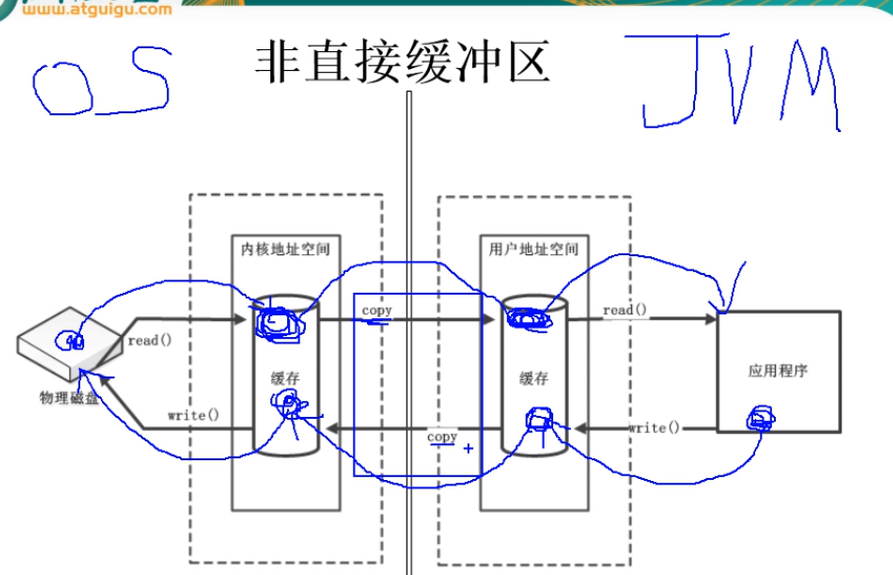 www.atguigu.com
非直接缓冲区
OS
JVM
内核地址空间
用户地址空间
copy
read()
read()
缓存
缓存
应用程序
物理磁盘
write()
copy
write()